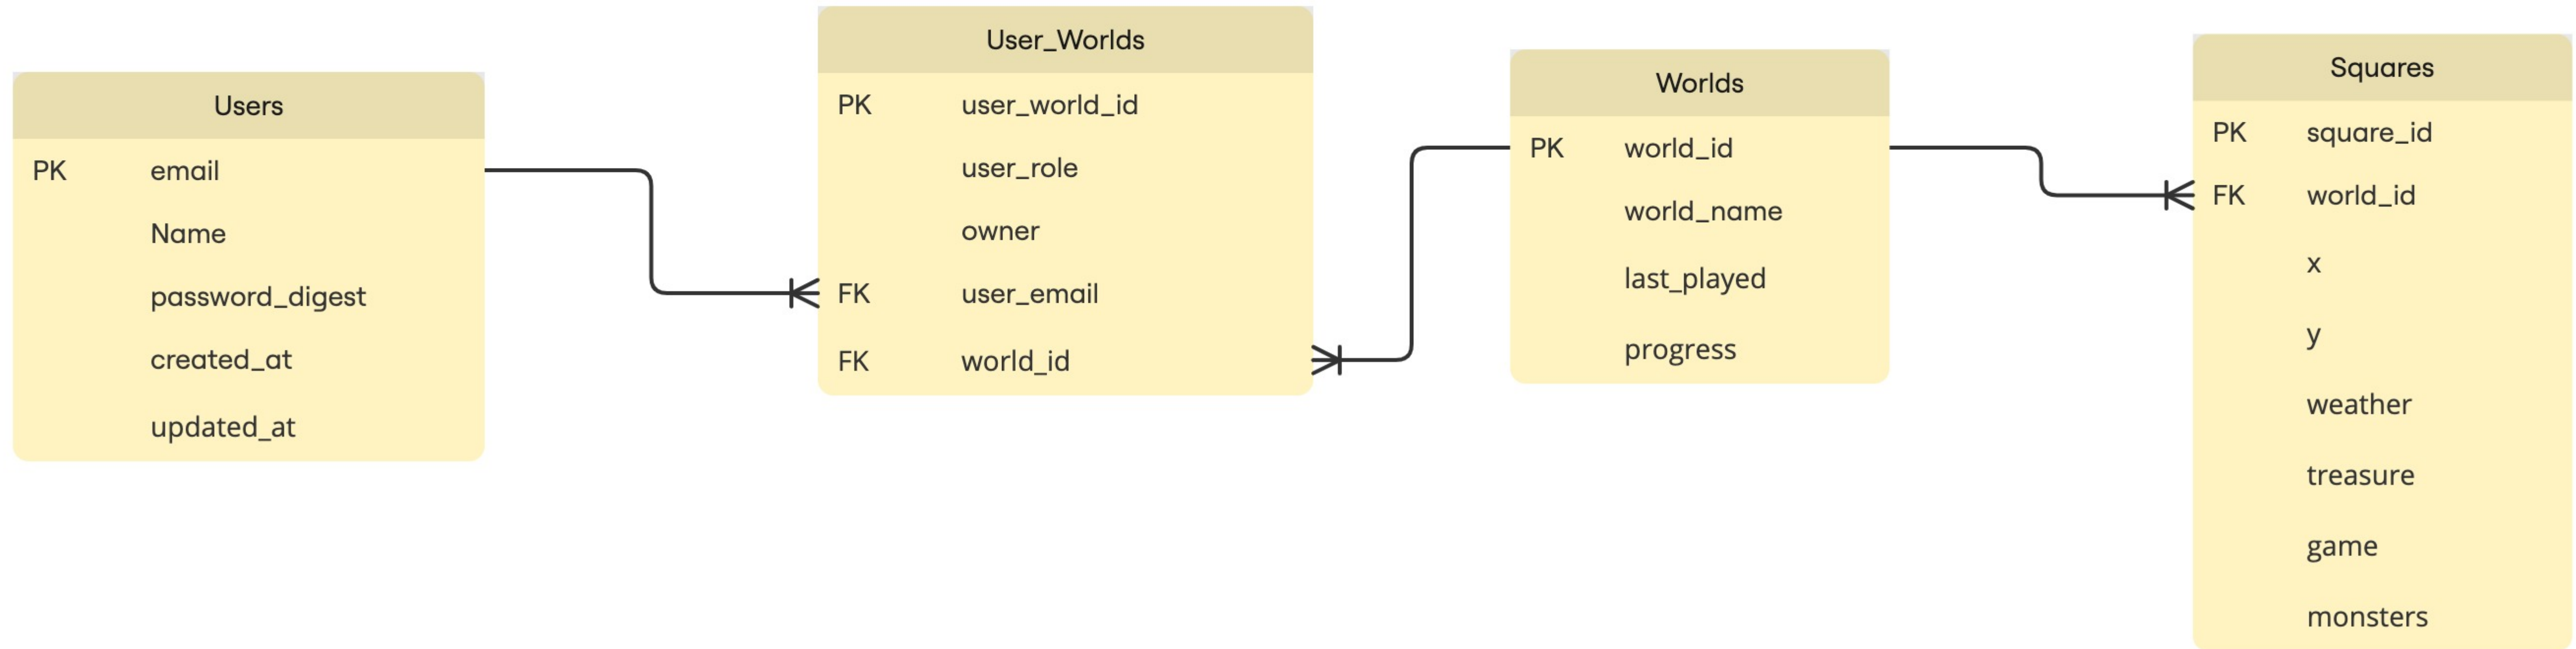 Users
PK email
Name
password_digest
created_at
updated_at
User_Worlds
PK user_world_id
user_role
owner
FK user_email
FK world_id
Worlds
PK world_id
world_name
last_played
progress
Squares
PK square_id
FK world_id
x
y
weather
treasure
game
monsters